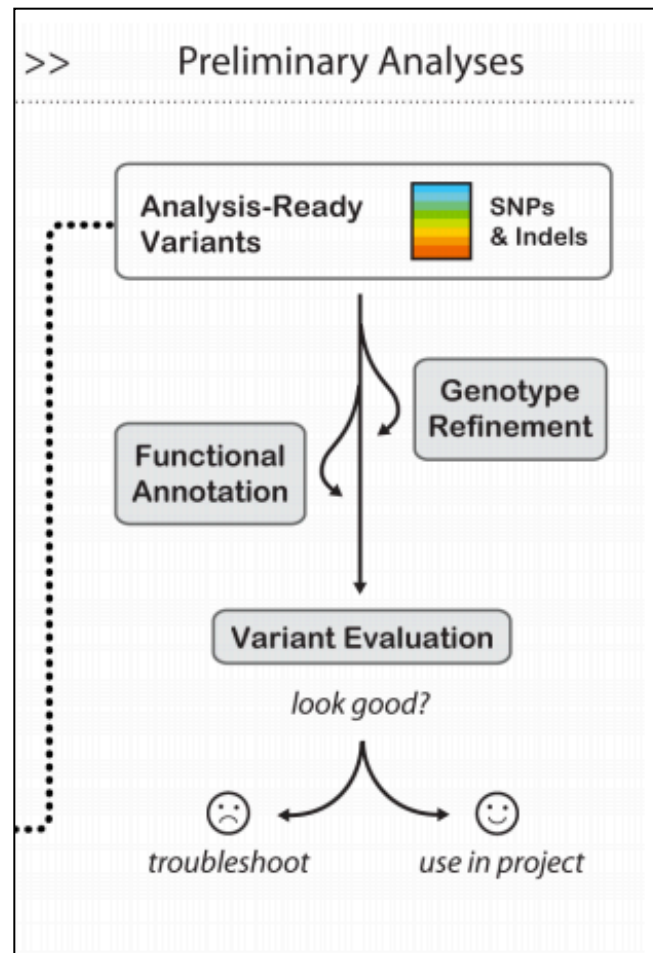 >> Preliminary Analyses
Analysis-Ready
Variants
SNPs
& Indels
Genotype
Refinement
Functional
Annotation
Variant Evaluation
look good?
troubleshoot
use in project